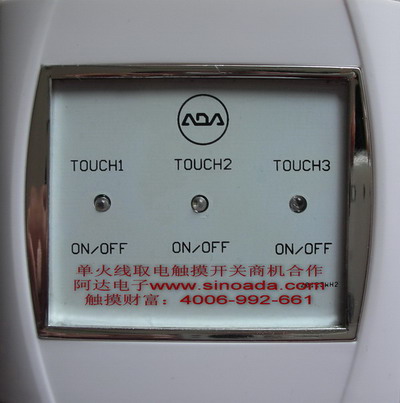 ADA
TOUCH1 TOUCH2 TOUCH3
ON/OFF ON/OFF ON/OFF
单火线取电触摸开关商机合作
阿达电子www.sinoada.com
触摸财富：4006-992-661